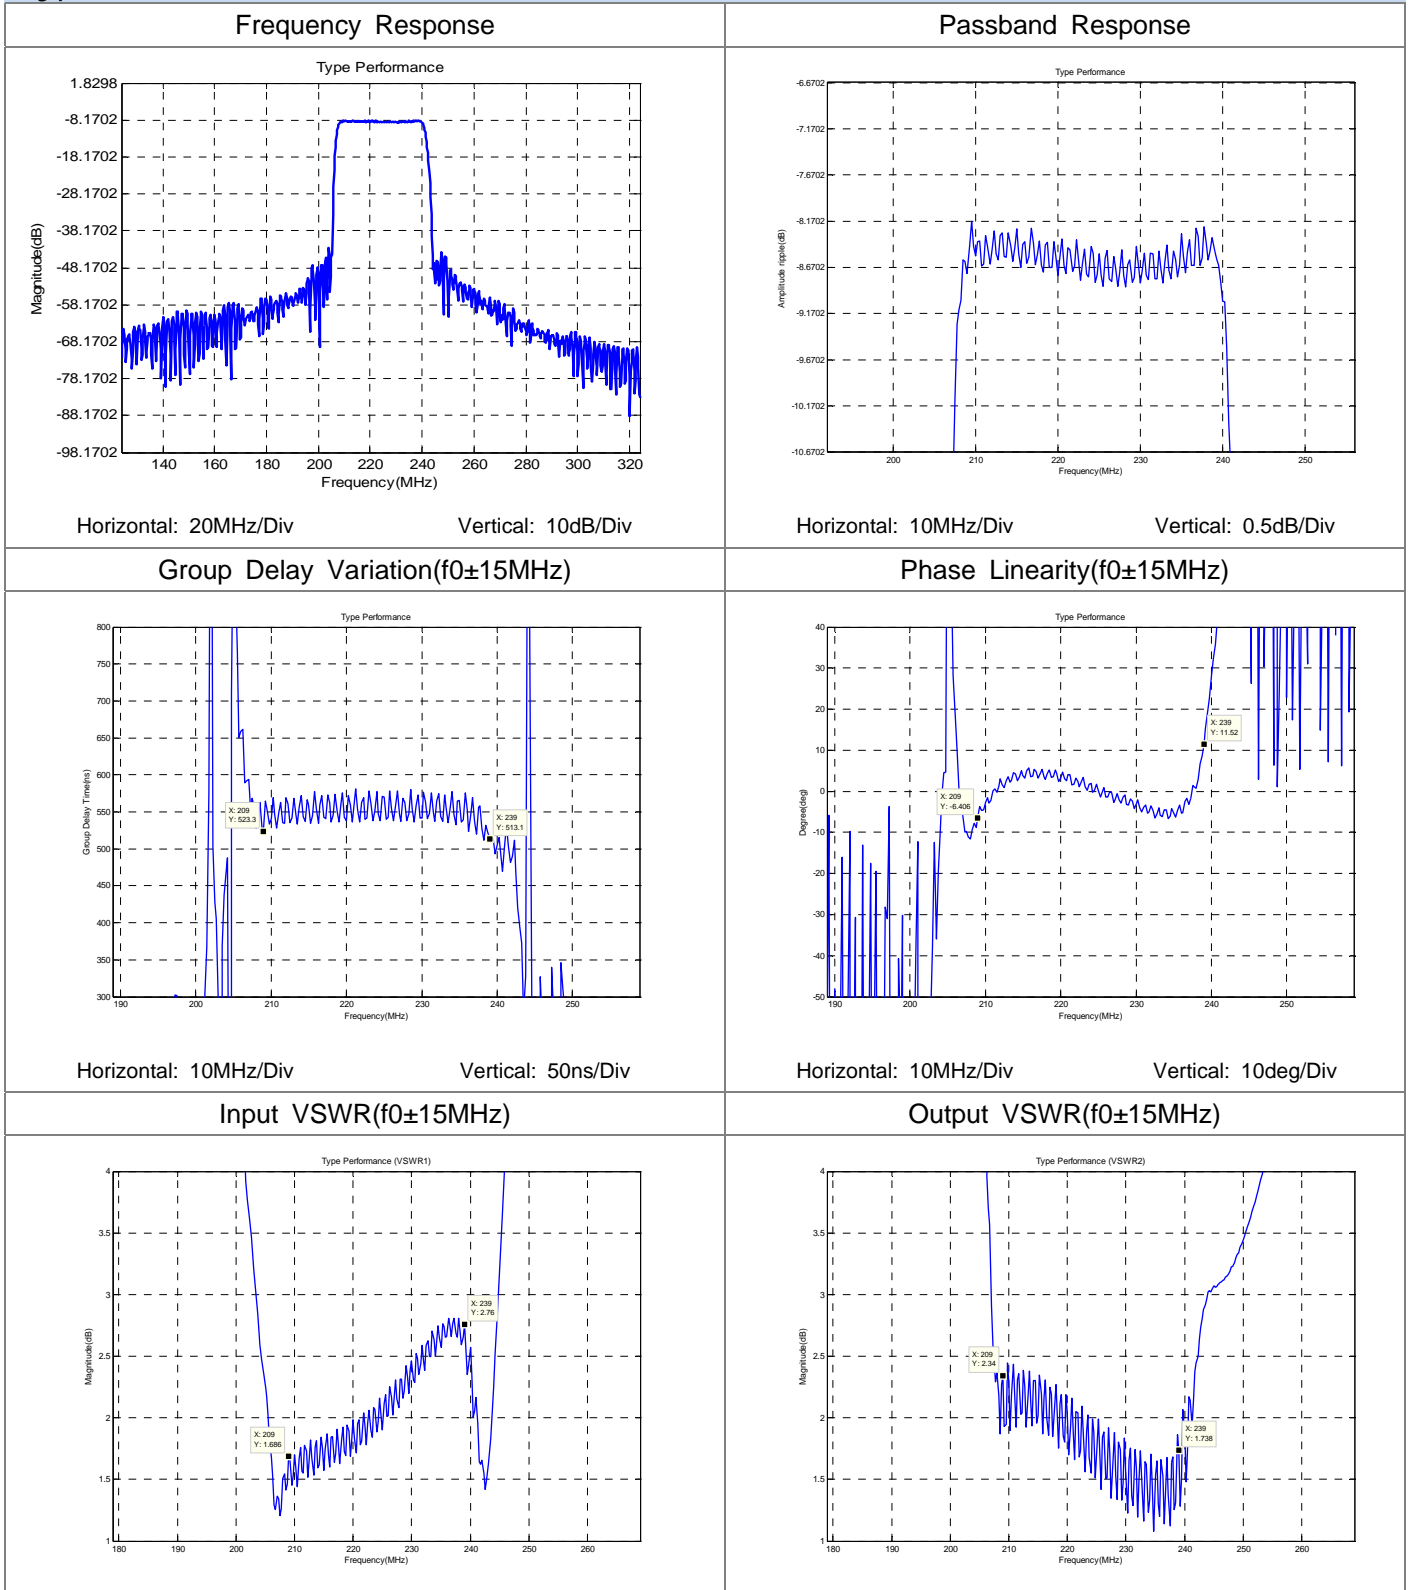 Frequency Response
Passband Response
Type Performance
1.8298
-8.1702
-18.1702
-28.1702
-38.1702
-48.1702
-58.1702
-68.1702
-78.1702
-88.1702
-98.1702
Magnitude(dB)
140 160 180 200 220 240 260 280 300 320
Frequency(MHz)
Horizontal: 20MHz/Div Vertical: 10dB/Div
Type Performance
-6.6702
-7.1702
-7.6702
-8.1702
-8.6702
-9.1702
-9.6702
-10.1702
-10.6702
Amplitude ripple(dB)
200 210 220 230 240 250
Frequency(MHz)
Horizontal: 10MHz/Div Vertical: 0.5dB/Div
Group Delay Variation(f0±15MHz)
Phase Linearity(f0±15MHz)
Type Performance
800
750
700
650
600
550
500
450
400
350
300
Group Delay Time(ns)
X: 209
Y: 523.3
X: 239
Y: 513.1
190 200 210 220 230 240 250
Frequency(MHz)
Horizontal: 10MHz/Div Vertical: 50ns/Div
Type Performance
40
30
20
10
0
-10
-20
-30
-40
-50
Degree(deg)
X: 209
Y: -6.406
X: 239
Y: 11.52
190 200 210 220 230 240 250
Frequency(MHz)
Horizontal: 10MHz/Div Vertical: 10deg/Div
Input VSWR(f0±15MHz)
Output VSWR(f0±15MHz)
Type Performance (VSWR1)
4
3.5
3
2.5
2
1.5
1
Magnitude(dB)
X: 209
Y: 1.686
X: 239
Y: 2.76
180 190 200 210 220 230 240 250 260
Frequency(MHz)
Type Performance (VSWR2)
4
3.5
3
2.5
2
1.5
1
Magnitude(dB)
X: 209
Y: 2.34
X: 239
Y: 1.738
180 190 200 210 220 230 240 250 260
Frequency(MHz)